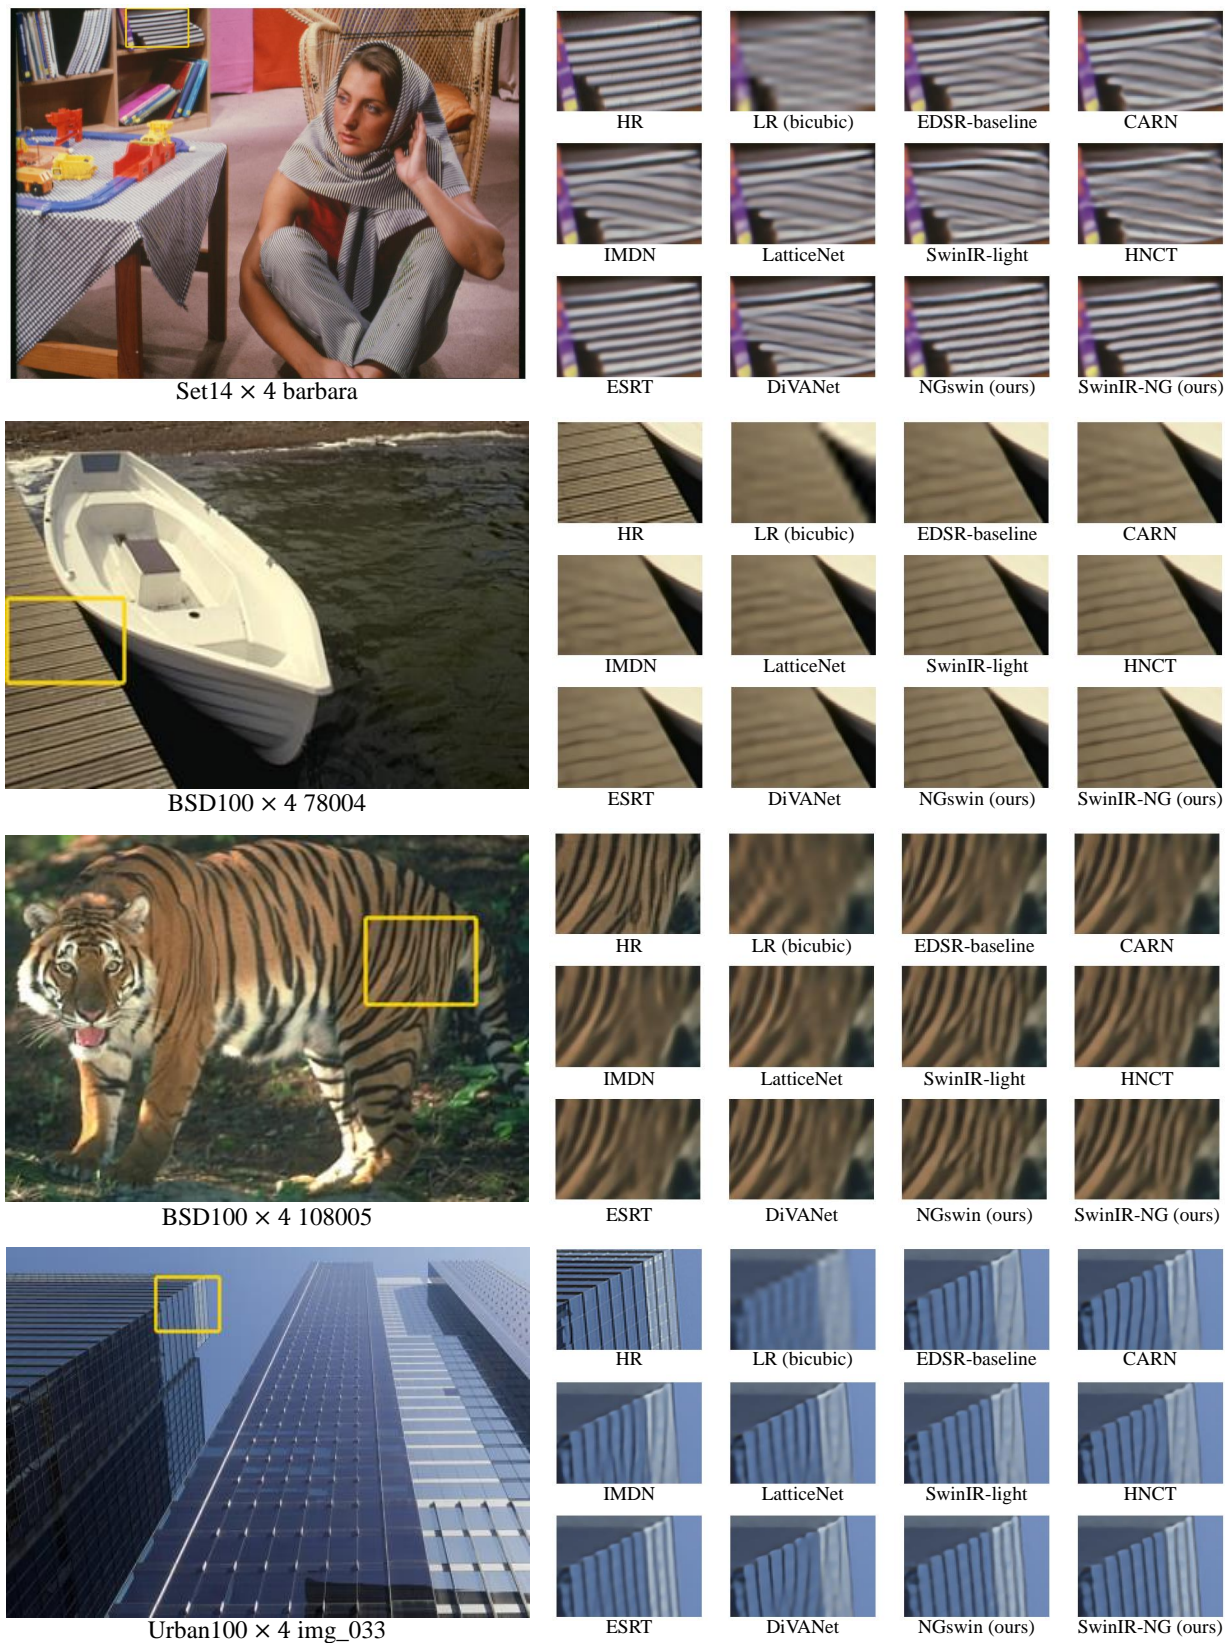 HR LR (bicubic) EDSR-baseline CARN
IMDN LatticeNet SwinIR-light HNCT
ESRT DiVANet NGswin (ours) SwinIR-NG (ours)
Set14 × 4 barbara
HR LR (bicubic) EDSR-baseline CARN
IMDN LatticeNet SwinIR-light HNCT
ESRT DiVANet NGswin (ours) SwinIR-NG (ours)
BSD100 × 4 78004
HR LR (bicubic) EDSR-baseline CARN
IMDN LatticeNet SwinIR-light HNCT
ESRT DiVANet NGswin (ours) SwinIR-NG (ours)
BSD100 × 4 108005
HR LR (bicubic) EDSR-baseline CARN
IMDN LatticeNet SwinIR-light HNCT
ESRT DiVANet NGswin (ours) SwinIR-NG (ours)
Urban100 × 4 img_033